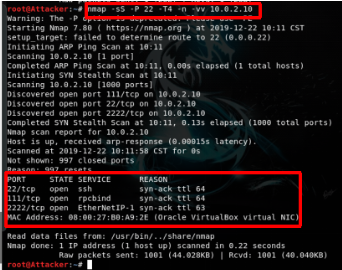 root@Attacker:~# nmap -sS -P 22 -T4 -n -vv 10.0.2.10
Warning: The -P option is deprecated. Please use -PE
Starting Nmap 7.80 ( https://nmap.org ) at 2019-12-22 10:11 CST
setup_target: failed to determine route to 22 (0.0.0.22)
Initiating ARP Ping Scan at 10:11
Scanning 10.0.2.10 [1 port]
Completed ARP Ping Scan at 10:11, 0.00s elapsed (1 total hosts)
Initiating SYN Stealth Scan at 10:11
Scanning 10.0.2.10 [1000 ports]
Discovered open port 111/tcp on 10.0.2.10
Discovered open port 22/tcp on 10.0.2.10
Discovered open port 2222/tcp on 10.0.2.10
Completed SYN Stealth Scan at 10:11, 0.13s elapsed (1000 total ports)
Nmap scan report for 10.0.2.10
Host is up, received arp-response (0.00015s latency).
Scanned at 2019-12-22 10:11:58 CST for 0s
Not shown: 997 closed ports
Reason: 997 resets
PORT STATE SERVICE REASON
22/tcp open ssh syn-ack ttl 64
111/tcp open rpcbind syn-ack ttl 64
2222/tcp open EtherNetIP-1 syn-ack ttl 63
MAC Address: 08:00:27:B0:A9:2E (Oracle VirtualBox virtual NIC)
Read data files from: /usr/bin/../share/nmap
Nmap done: 1 IP address (1 host up) scanned in 0.22 seconds
Raw packets sent: 1001 (44.028KB) | Rcvd: 1001 (40.040KB)
root@Attacker:~#